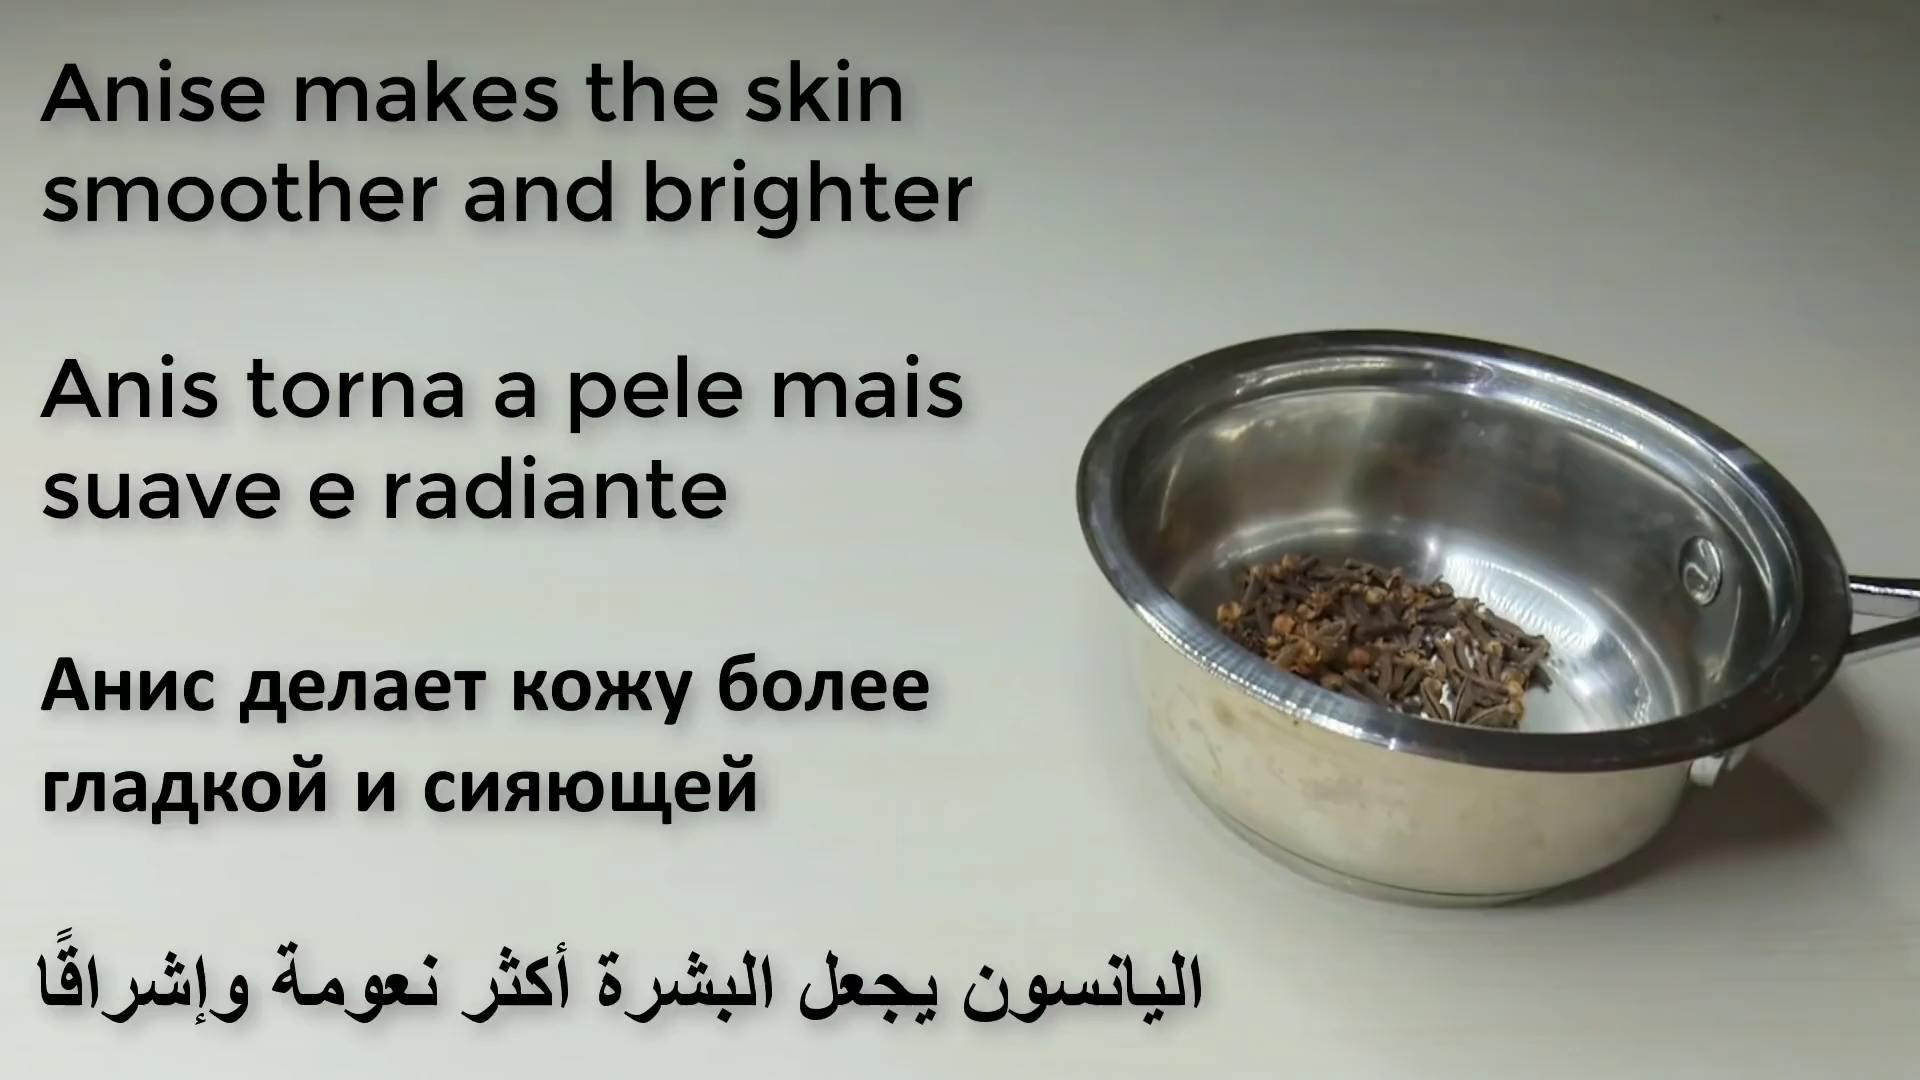 Anise makes the skin
smoother and brighter
Anis torna a pele mais
suave e radiante
Анис делает кожу более
гладкой и сияющей
اليانسون يجعل البشرة أكثر نعومة وإشراقًا